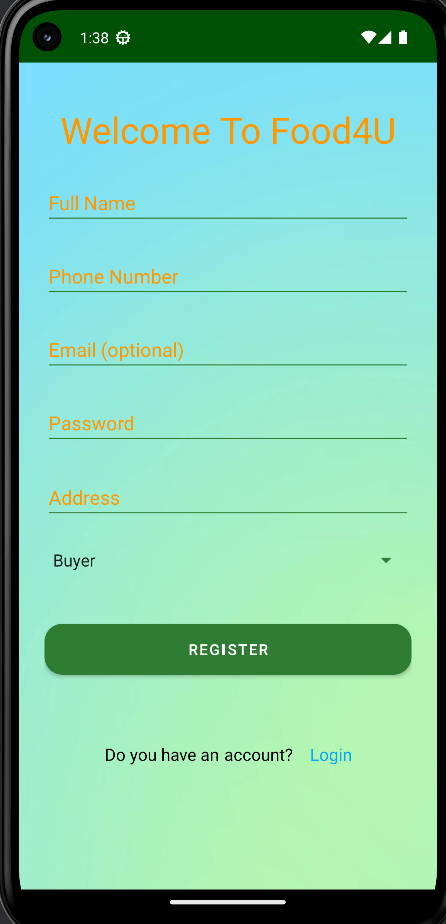 1:38
Welcome To Food4U
Full Name
Phone Number
Email (optional)
Password
Address
Buyer
REGISTER
Do you have an account? Login